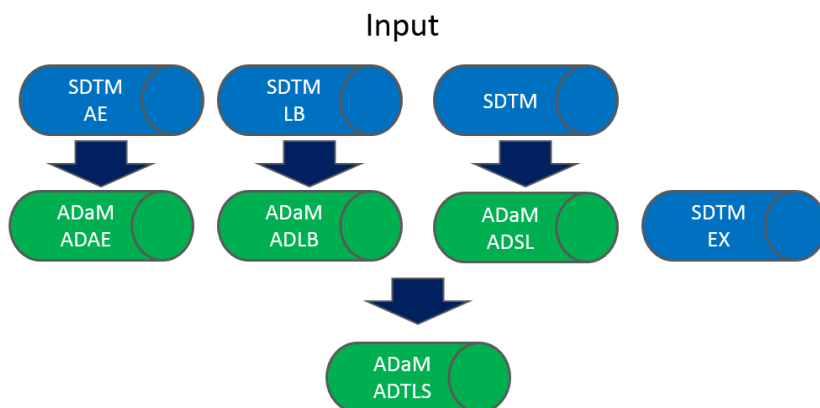 Input
SDTM
AE
SDTM
LB
SDTM
ADaM
ADAE
ADaM
ADLB
ADaM
ADSL
SDTM
EX
ADaM
ADTLS